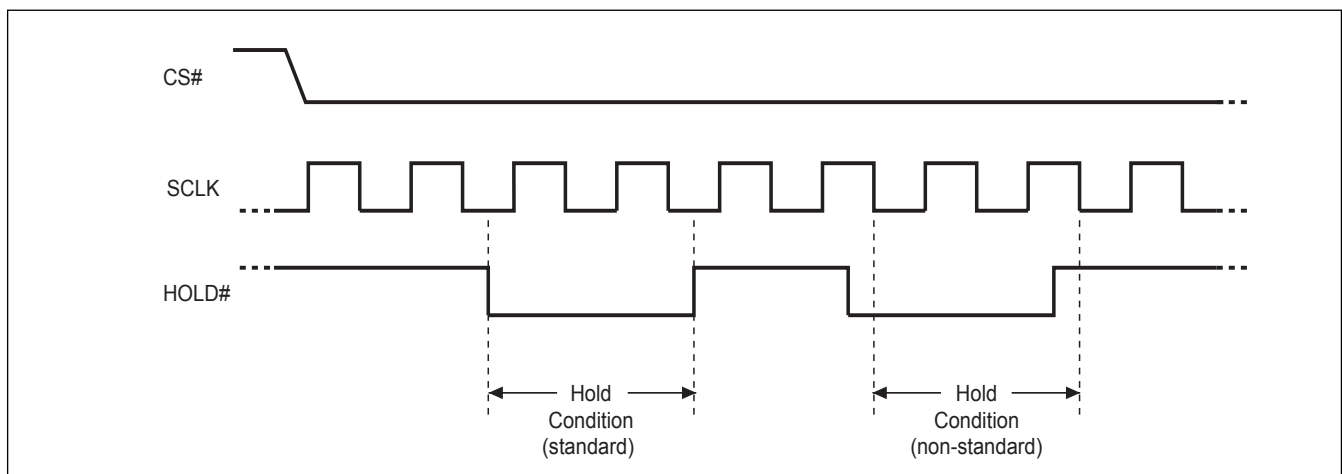 CS#
SCLK
HOLD#
Hold
Condition
(standard)
Hold
Condition
(non-standard)